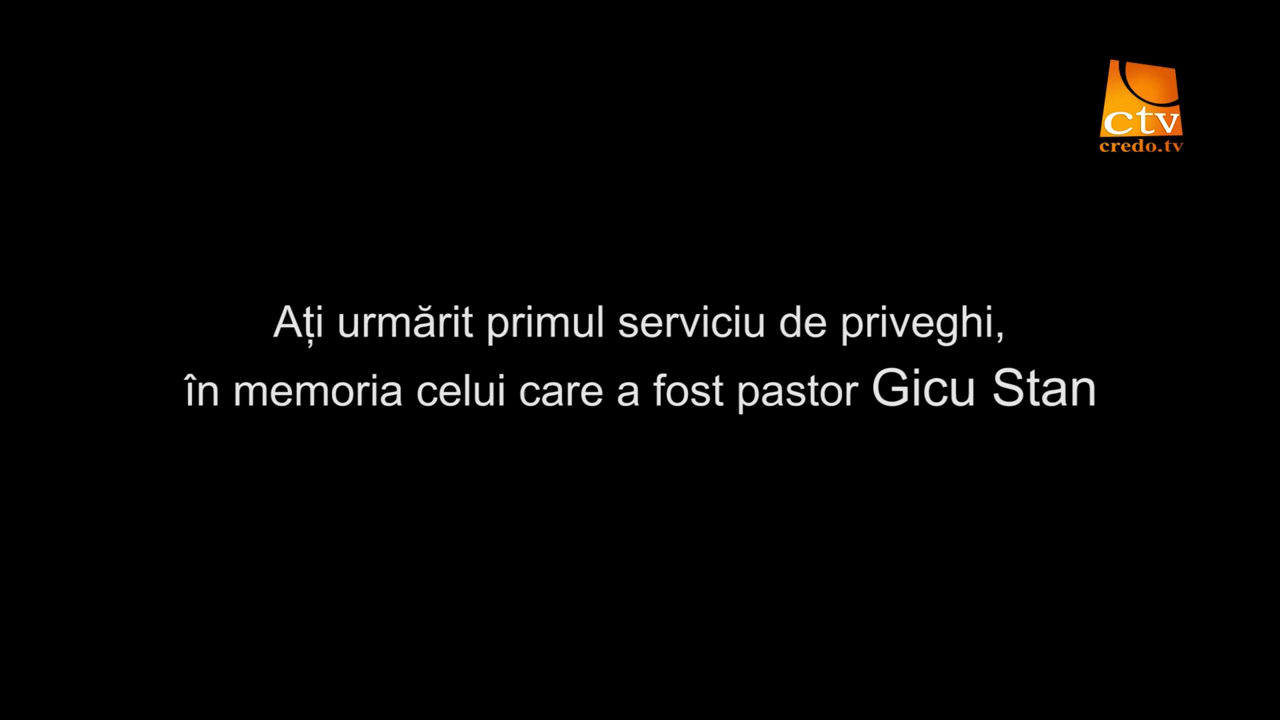 ctv
credo.tv
Ați urmărit primul serviciu de priveghi,
în memoria celui care a fost pastor Gicu Stan